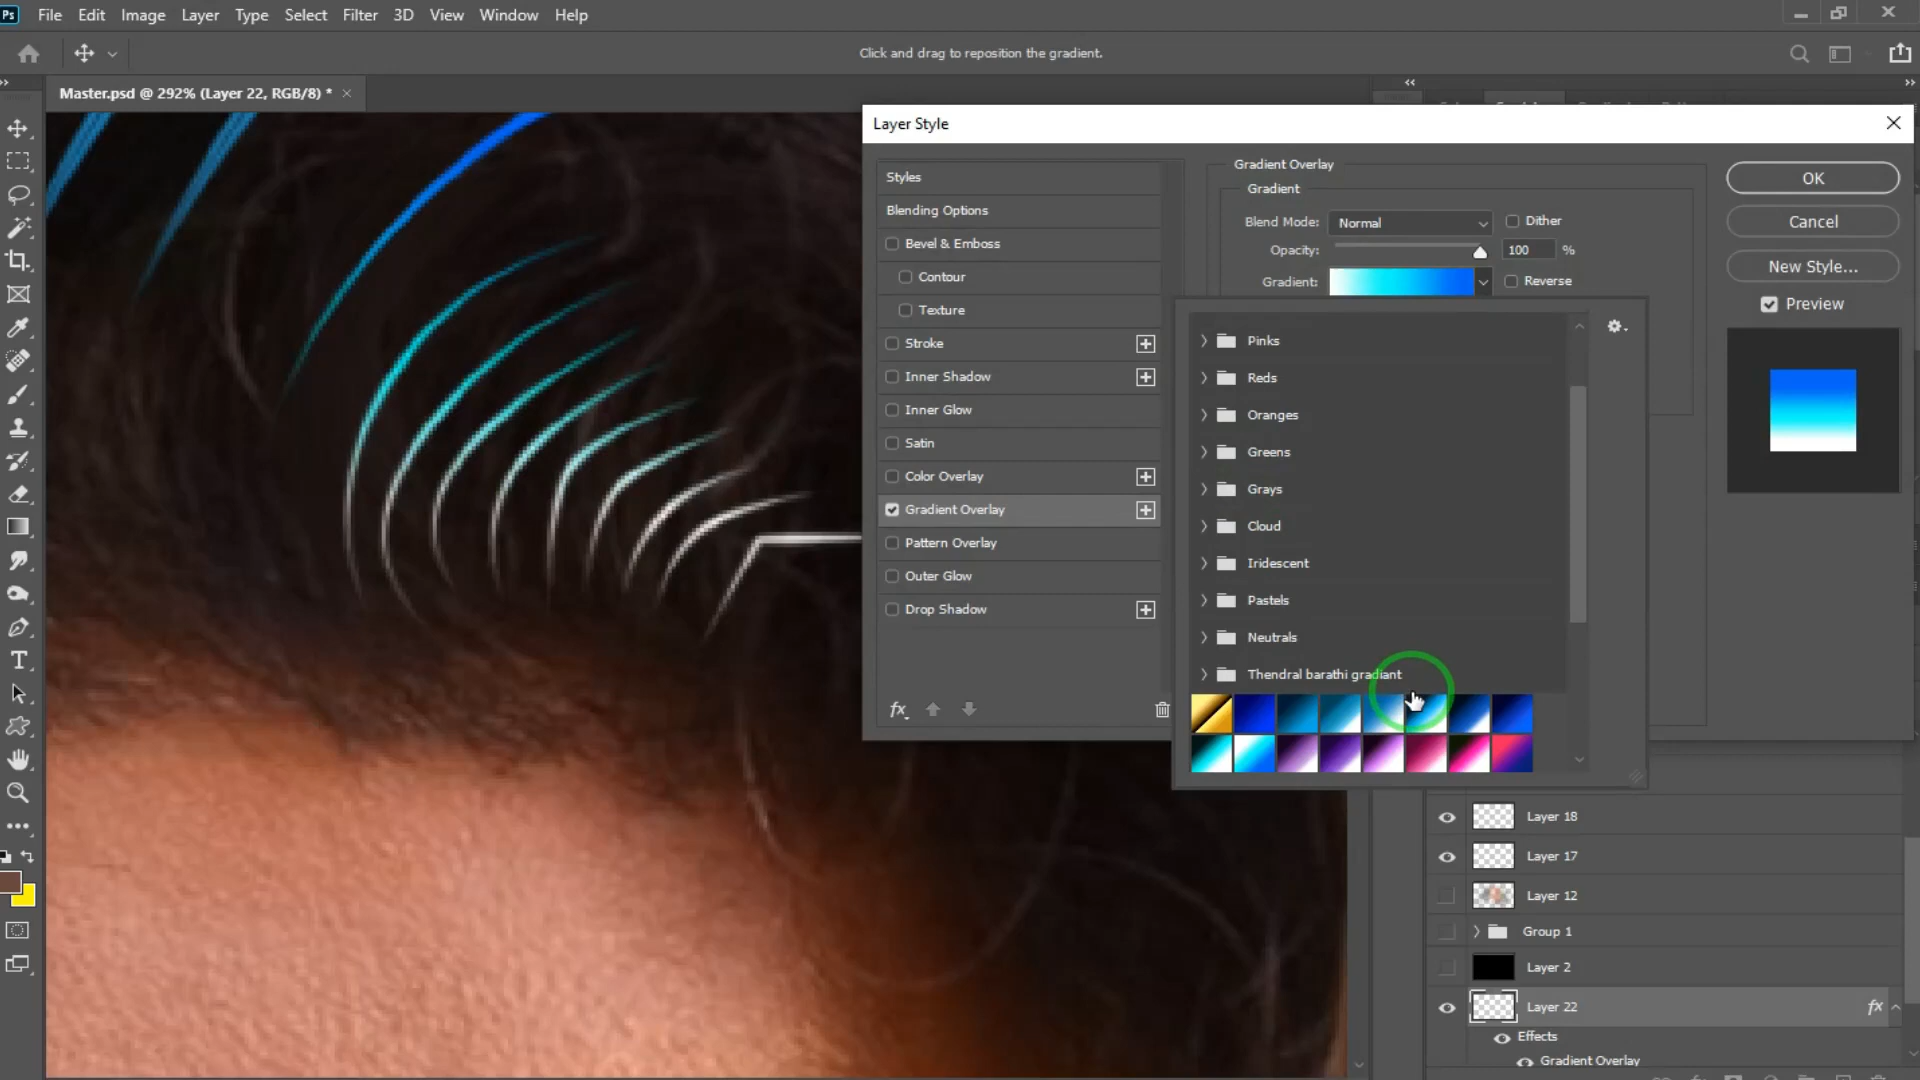 Ps File Edit Image Layer Type Select Filter 3D View Window Help
Click and drag to reposition the gradient.
Master.psd @ 292% (Layer 22, RGB/8) *
Layer Style
Styles
Blending Options
Bevel & Emboss
Contour
Texture
Stroke
Inner Shadow
Inner Glow
Satin
Color Overlay
Gradient Overlay
Pattern Overlay
Outer Glow
Drop Shadow
fx
Gradient Overlay
Gradient
Blend Mode: Normal Dither
Opacity: 100 %
Gradient: Reverse
Pinks
Reds
Oranges
Greens
Grays
Cloud
Iridescent
Pastels
Neutrals
Thendral barathi gradiant
OK
Cancel
New Style...
Preview
Layer 18
Layer 17
Layer 12
Group 1
Layer 2
Layer 22 fx
Effects
Gradient Overlay